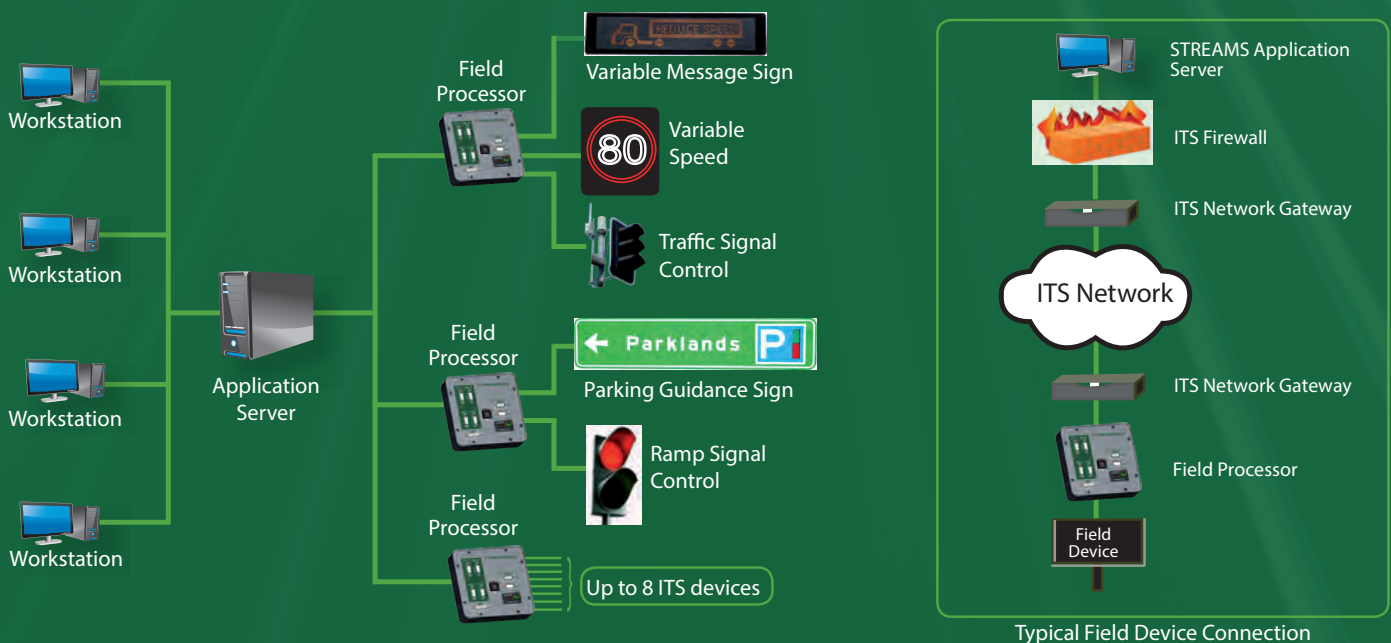 Workstation
Workstation
Workstation
Workstation
Application
Server
Field
Processor
REDUCE SPEED
Variable Message Sign
80
Variable
Speed
Traffic Signal
Control
Field
Processor
Parklands P
Parking Guidance Sign
Ramp Signal
Control
Field
Processor
Up to 8 ITS devices
STREAMS Application
Server
ITS Firewall
ITS Network Gateway
ITS Network
ITS Network Gateway
Field Processor
Field
Device
Typical Field Device Connection